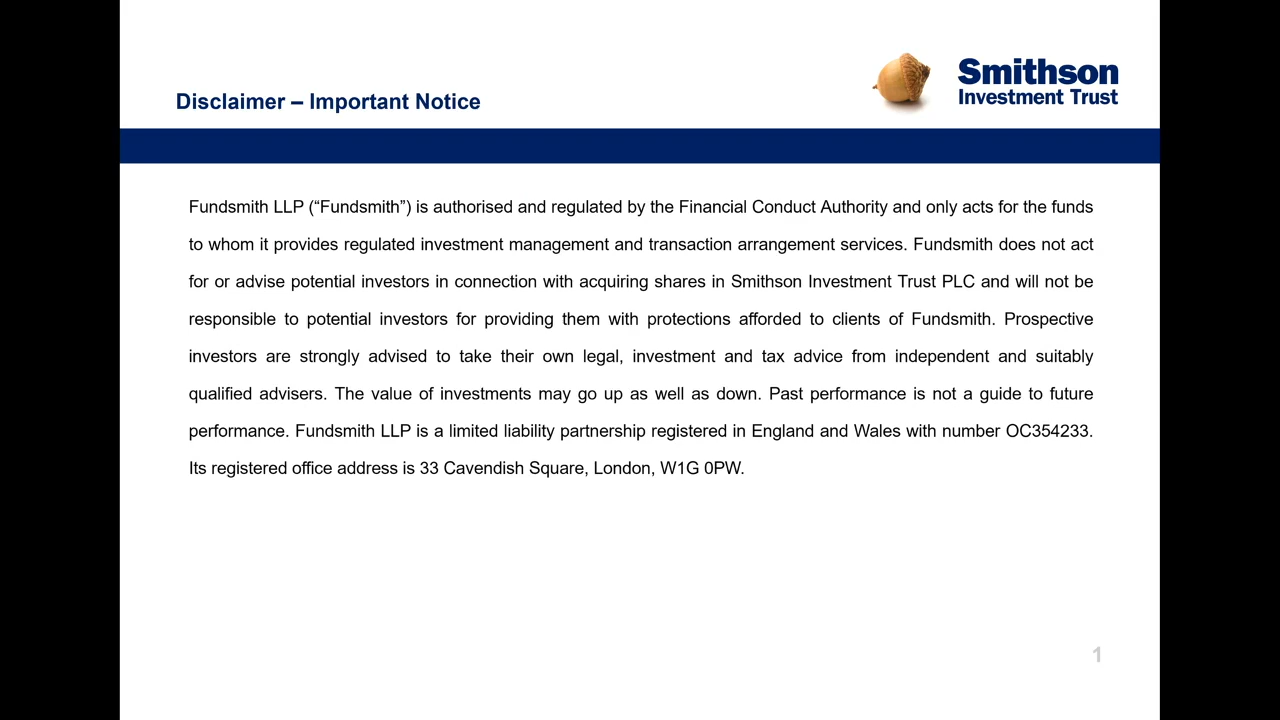 Disclaimer – Important Notice
Smithson
Investment Trust
Fundsmith LLP (“Fundsmith”) is authorised and regulated by the Financial Conduct Authority and only acts for the funds
to whom it provides regulated investment management and transaction arrangement services. Fundsmith does not act
for or advise potential investors in connection with acquiring shares in Smithson Investment Trust PLC and will not be
responsible to potential investors for providing them with protections afforded to clients of Fundsmith. Prospective
investors are strongly advised to take their own legal, investment and tax advice from independent and suitably
qualified advisers. The value of investments may go up as well as down. Past performance is not a guide to future
performance. Fundsmith LLP is a limited liability partnership registered in England and Wales with number OC354233.
Its registered office address is 33 Cavendish Square, London, W1G 0PW.
1